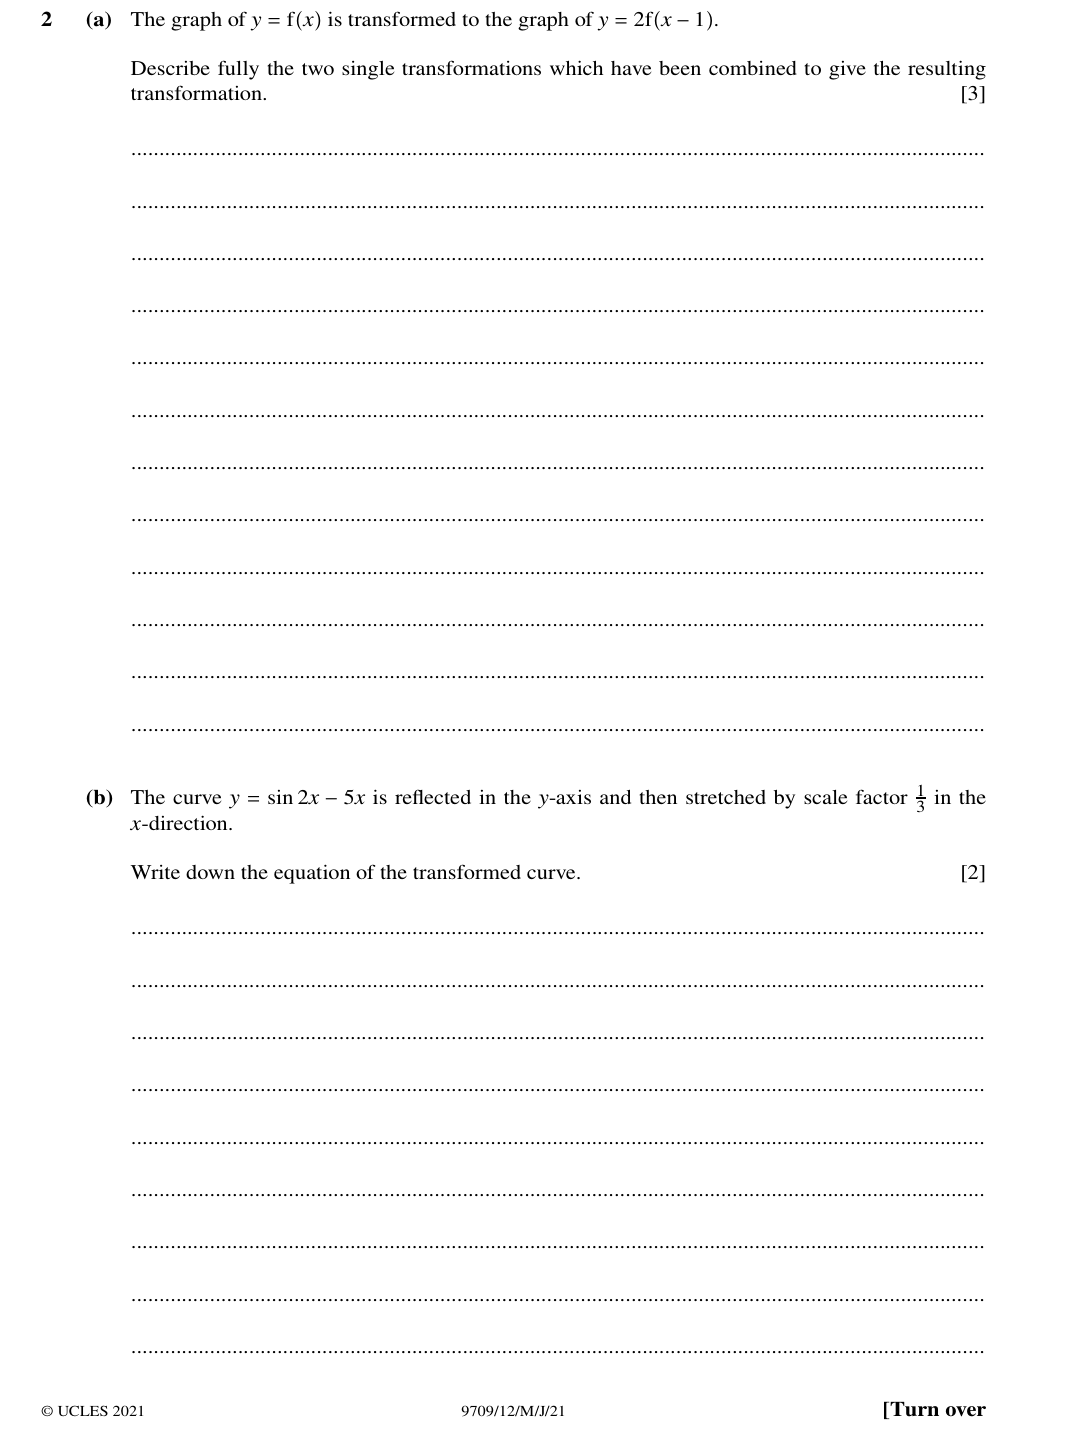 2 (a) The graph of y = f(x) is transformed to the graph of y = 2f(x − 1).
Describe fully the two single transformations which have been combined to give the resulting
transformation. [3]
(b) The curve y = sin 2x − 5x is reflected in the y-axis and then stretched by scale factor 1/3 in the
x-direction.
Write down the equation of the transformed curve. [2]
© UCLES 2021 9709/12/M/J/21 [Turn over